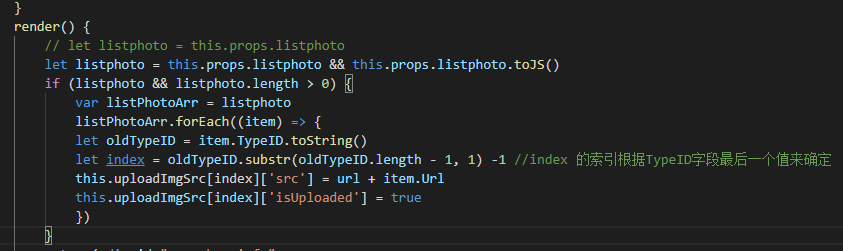 }
render() {
// let listphoto = this.props.listphoto
let listphoto = this.props.listphoto && this.props.listphoto.toJS()
if (listphoto && listphoto.length > 0) {
var listPhotoArr = listphoto
listPhotoArr.forEach((item) => {
let oldTypeID = item.TypeID.toString()
let index = oldTypeID.substr(oldTypeID.length - 1, 1) -1 //index 的索引根据TypeID字段最后一个值来确定
this.uploadImgSrc[index]['src'] = url + item.Url
this.uploadImgSrc[index]['isUploaded'] = true
})
}